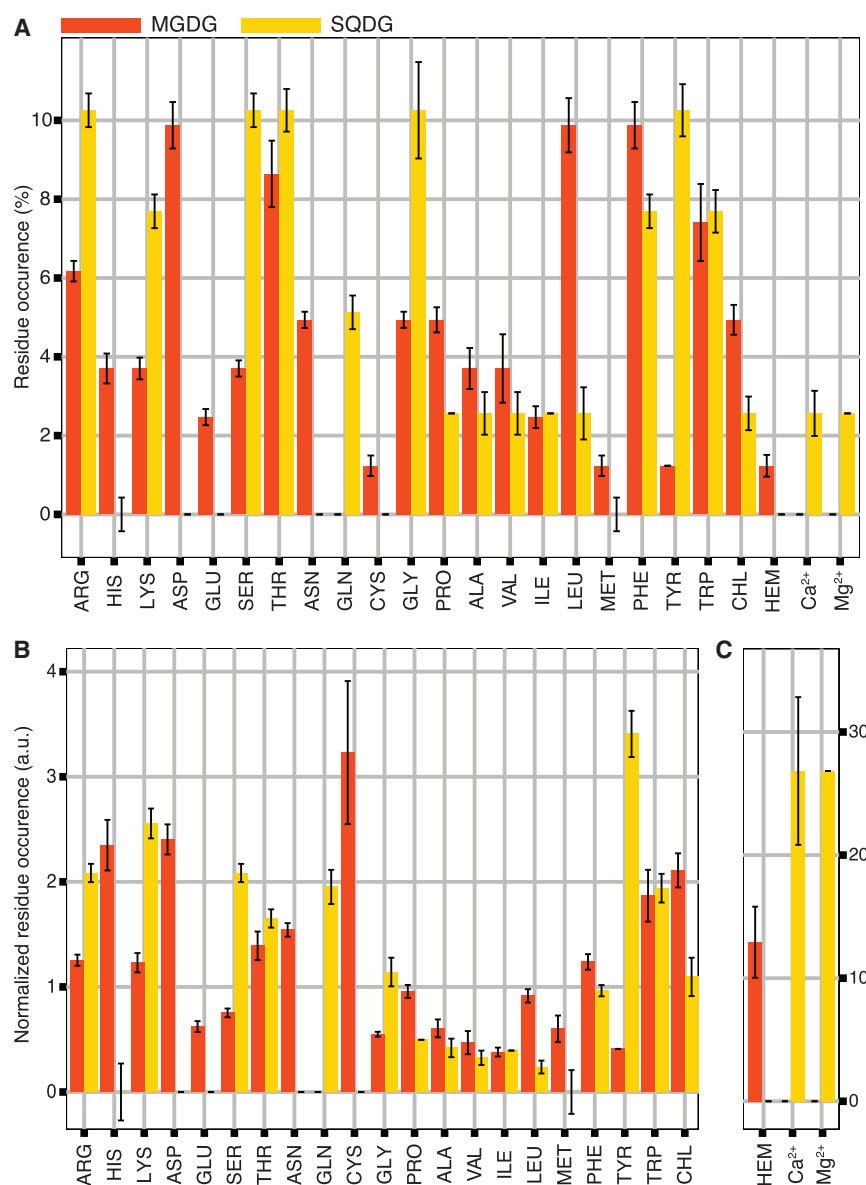 A MGDG SQDG
Residue occurence (%)
10
8
6
4
2
0
ARG HIS LYS ASP GLU SER THR ASN GLN CYS GLY PRO ALA VAL ILE LEU MET PHE TYR TRP CHL HEM Ca²⁺ Mg²⁺
B
Normalized residue occurence (a.u.)
4
3
2
1
0
ARG HIS LYS ASP GLU SER THR ASN GLN CYS GLY PRO ALA VAL ILE LEU MET PHE TYR TRP CHL
C
30
20
10
0
HEM Ca²⁺ Mg²⁺